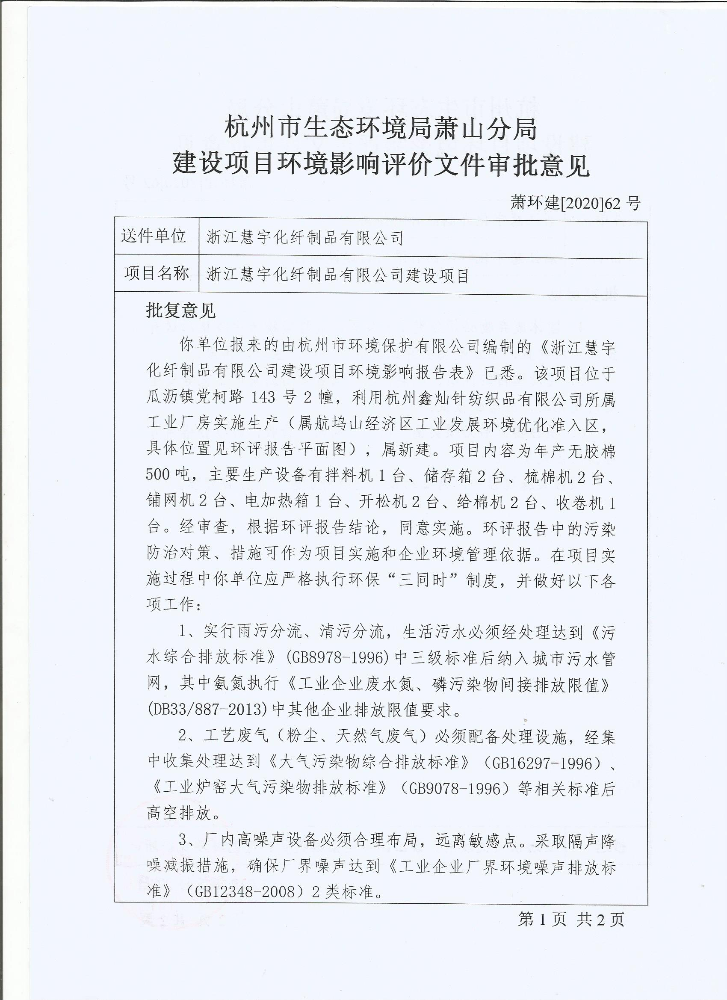 杭州市生态环境局萧山分局
建设项目环境影响评价文件审批意见
萧环建[2020]62 号
送件单位 浙江慧宇化纤制品有限公司
项目名称 浙江慧宇化纤制品有限公司建设项目
批复意见
你单位报来的由杭州市环境保护有限公司编制的《浙江慧宇
化纤制品有限公司建设项目环境影响报告表》已悉。该项目位于
瓜沥镇党柯路 143 号 2 幢，利用杭州鑫灿针纺织品有限公司所属
工业厂房实施生产（属航坞山经济区工业发展环境优化准入区，
具体位置见环评报告平面图），属新建。项目内容为年产无胶棉
500 吨，主要生产设备有拌料机 1 台、储存箱 2 台、梳棉机 2 台、
铺网机 2 台、电加热箱 1 台、开松机 2 台、给棉机 2 台、收卷机 1
台。经审查，根据环评报告结论，同意实施。环评报告中的污染
防治对策、措施可作为项目实施和企业环境管理依据。在项目实
施过程中你单位应严格执行环保“三同时”制度，并做好以下各
项工作：
1、实行雨污分流、清污分流，生活污水必须经处理达到《污
水综合排放标准》(GB8978-1996)中三级标准后纳入城市污水管
网，其中氨氮执行《工业企业废水氮、磷污染物间接排放限值》
(DB33/887-2013)中其他企业排放限值要求。
2、工艺废气（粉尘、天然气废气）必须配备处理设施，经集
中收集处理达到《大气污染物综合排放标准》（GB16297-1996）、
《工业炉窑大气污染物排放标准》（GB9078-1996）等相关标准后
高空排放。
3、厂内高噪声设备必须合理布局，远离敏感点。采取隔声降
噪减振措施，确保厂界噪声达到《工业企业厂界环境噪声排放标
准》（GB12348-2008）2 类标准。
第 1 页 共 2 页